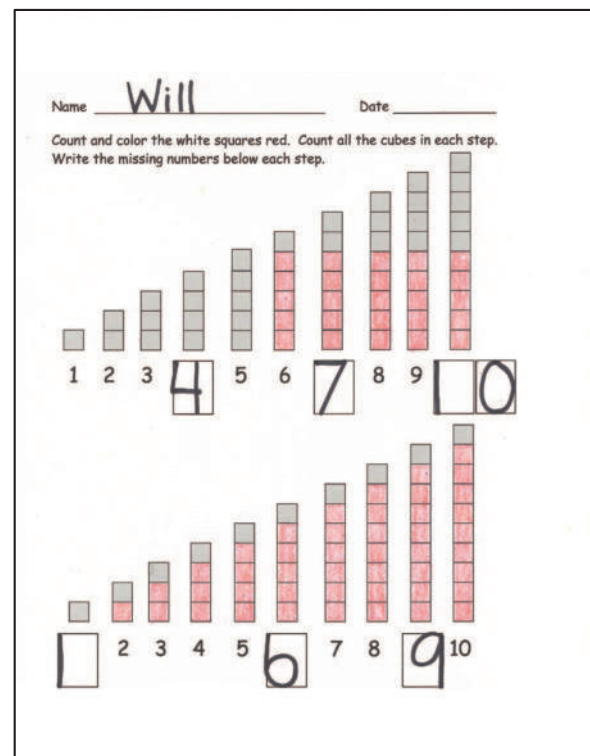 Name Will Date
Count and color the white squares red. Count all the cubes in each step.
Write the missing numbers below each step.
1 2 3 4 5 6 7 8 9 10
1 2 3 4 5 6 7 8 9 10